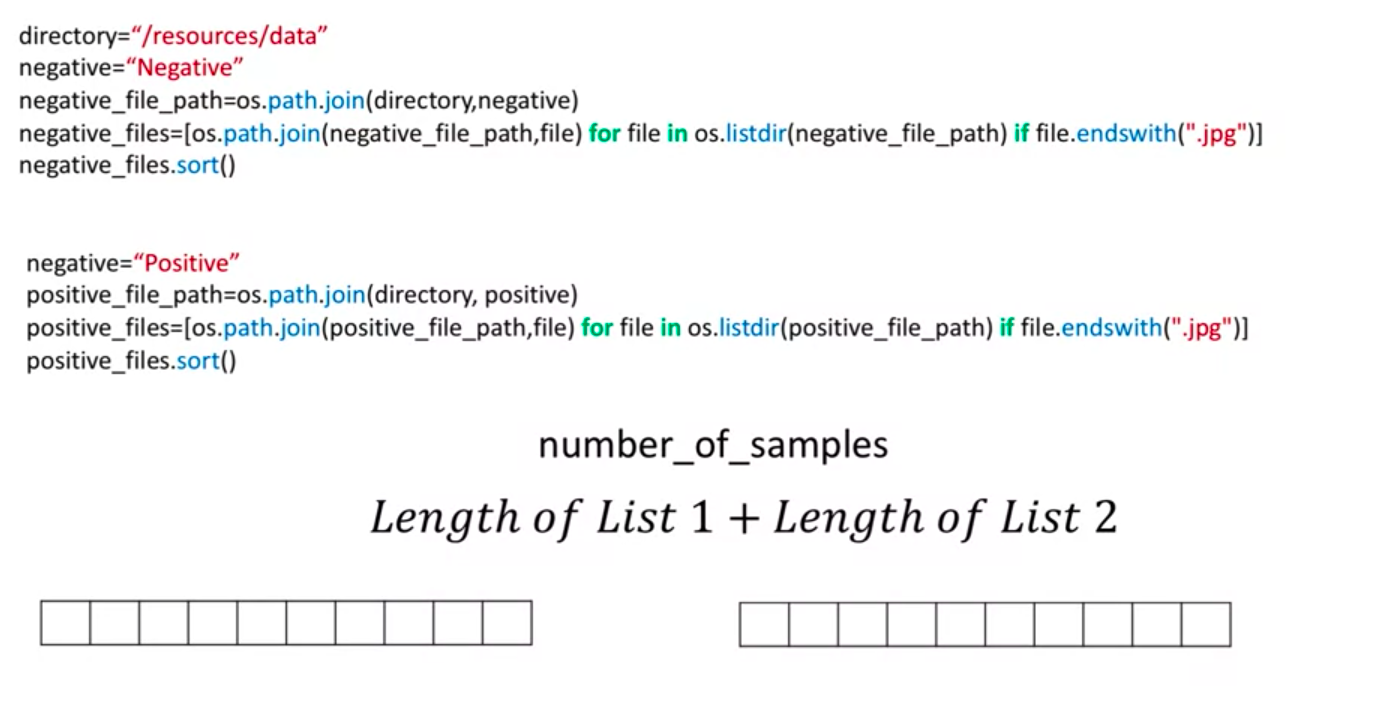 directory=“/resources/data”
negative=“Negative”
negative_file_path=os.path.join(directory,negative)
negative_files=[os.path.join(negative_file_path,file) for file in os.listdir(negative_file_path) if file.endswith(".jpg")]
negative_files.sort()
negative=“Positive”
positive_file_path=os.path.join(directory, positive)
positive_files=[os.path.join(positive_file_path,file) for file in os.listdir(positive_file_path) if file.endswith(".jpg")]
positive_files.sort()
number_of_samples
Length of List 1 + Length of List 2